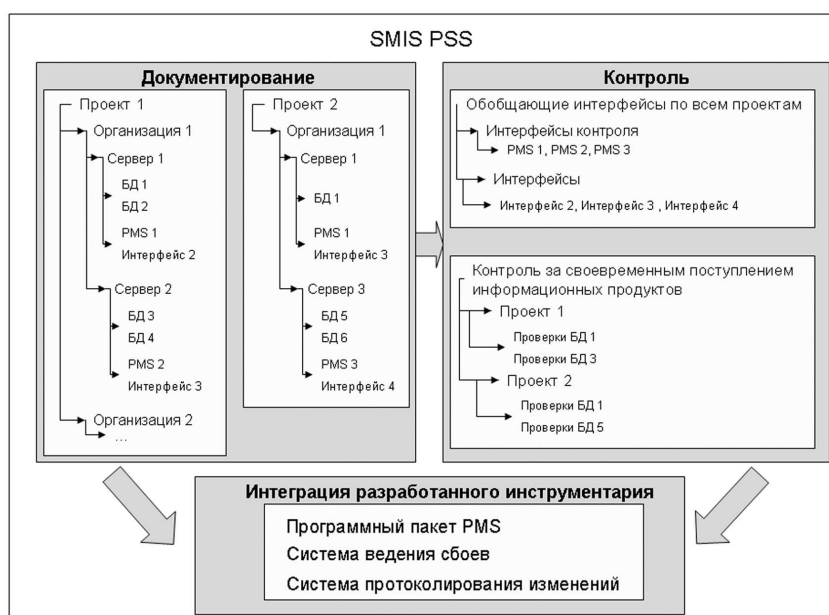 SMIS PSS
Документирование
Проект 1
Организация 1
Сервер 1
БД 1
БД 2
PMS 1
Интерфейс 2
Сервер 2
БД 3
БД 4
PMS 2
Интерфейс 3
Организация 2
...
Проект 2
Организация 1
Сервер 1
БД 1
PMS 1
Интерфейс 3
Сервер 3
БД 5
БД 6
PMS 3
Интерфейс 4
Контроль
Обобщающие интерфейсы по всем проектам
Интерфейсы контроля
PMS 1, PMS 2, PMS 3
Интерфейсы
Интерфейс 2, Интерфейс 3 , Интерфейс 4
Контроль за своевременным поступлением
информационных продуктов
Проект 1
Проверки БД 1
Проверки БД 3
Проект 2
Проверки БД 1
Проверки БД 5
Интеграция разработанного инструментария
Программный пакет PMS
Система ведения сбоев
Система протоколирования изменений